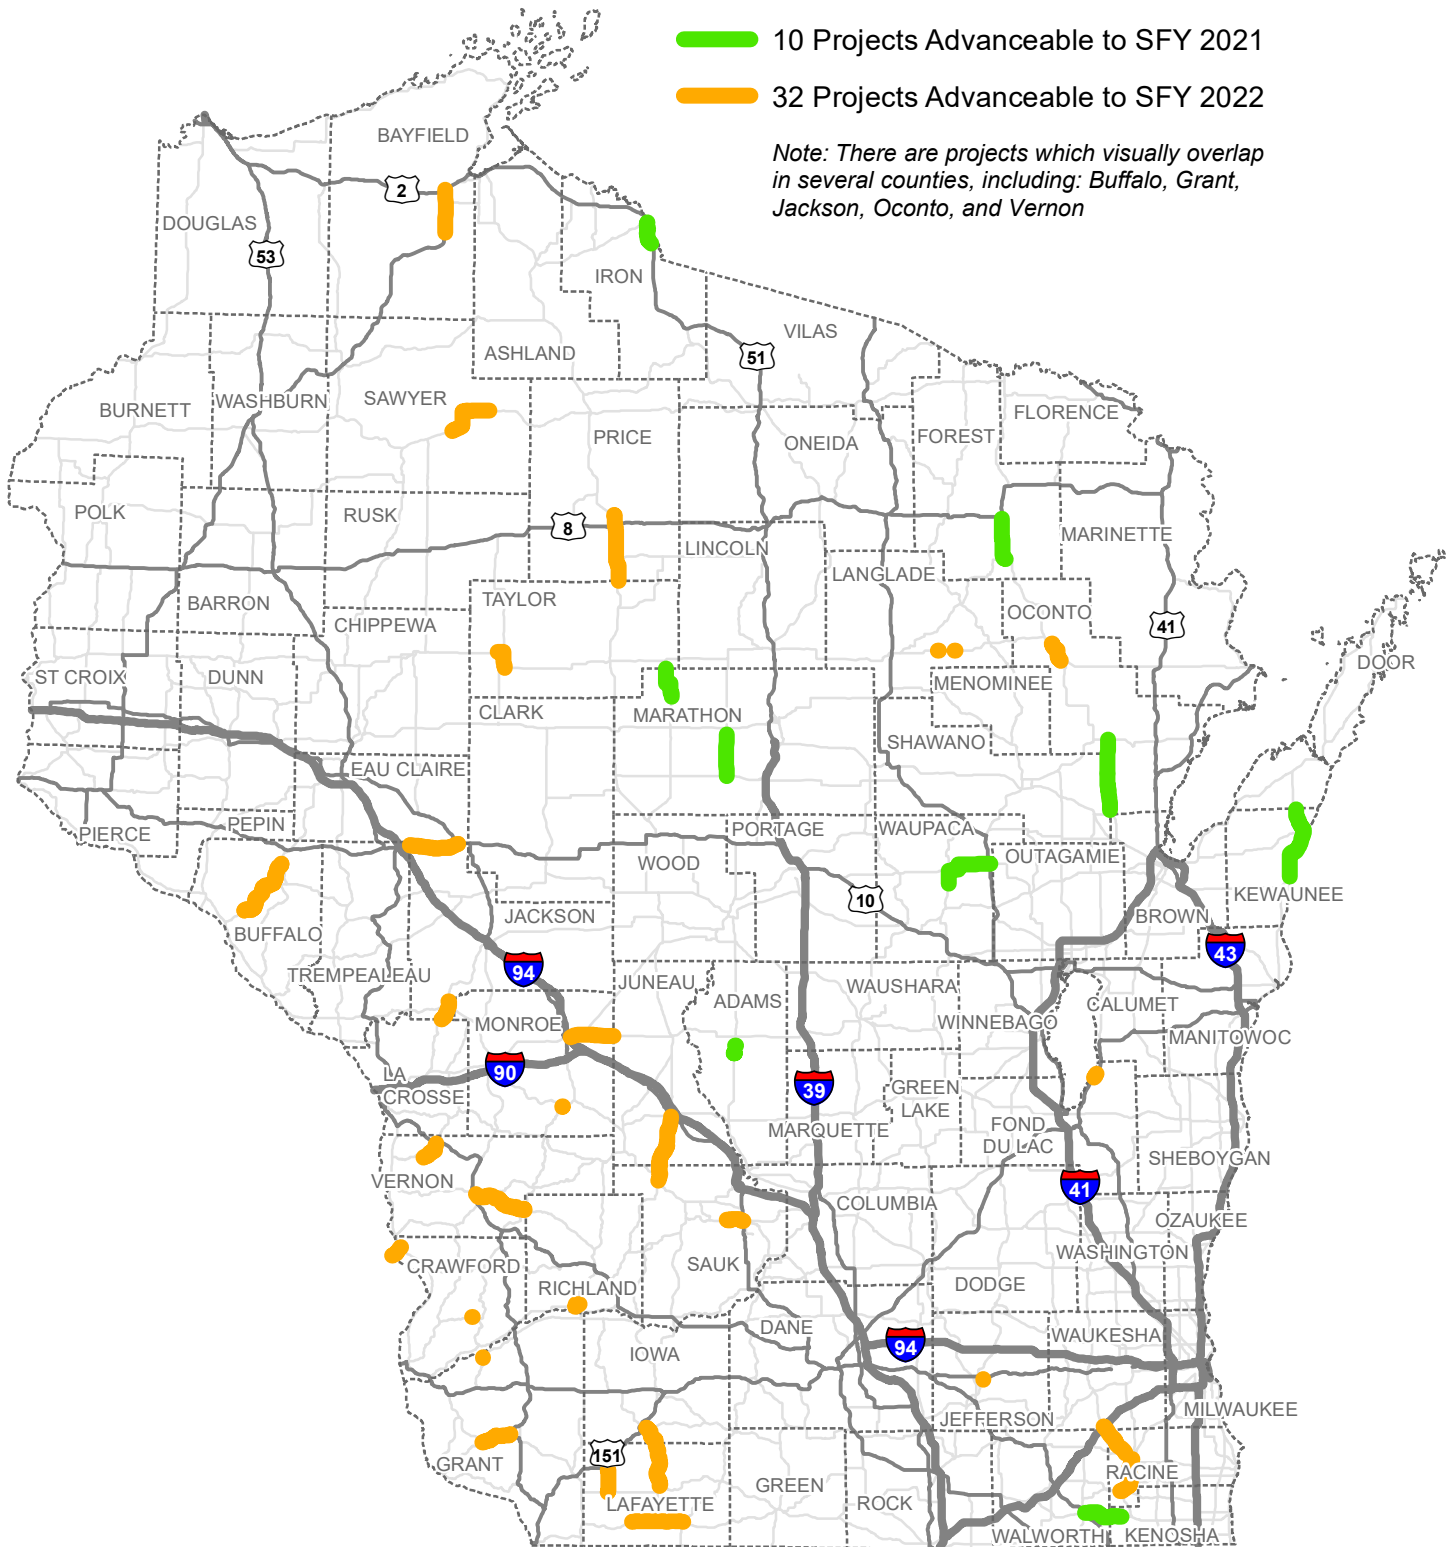 10 Projects Advanceable to SFY 2021
32 Projects Advanceable to SFY 2022
Note: There are projects which visually overlap
in several counties, including: Buffalo, Grant,
Jackson, Oconto, and Vernon
BAYFIELD
2
DOUGLAS
53
IRON
VILAS
51
ASHLAND
SAWYER
WASHBURN
BURNETT
FLORENCE
PRICE
ONEIDA
FOREST
POLK
RUSK
8
LINCOLN
MARINETTE
LANGLADE
BARRON
TAYLOR
CHIPPEWA
OCONTO
41
DOOR
ST CROIX
DUNN
MENOMINEE
CLARK
MARATHON
SHAWANO
EAU CLAIRE
PIERCE
PEPIN
PORTAGE
WAUPACA
WOOD
OUTAGAMIE
KEWAUNEE
10
JACKSON
BROWN
BUFFALO
43
94
TREMPEALEAU
JUNEAU
ADAMS
WAUSHARA
CALUMET
MONROE
WINNEBAGO
MANITOWOC
90
LA
CROSSE
39
GREEN
LAKE
MARQUETTE
FOND
DU LAC
SHEBOYGAN
VERNON
41
COLUMBIA
OZAUKEE
WASHINGTON
CRAWFORD
SAUK
RICHLAND
DODGE
DANE
WAUKESHA
94
IOWA
MILWAUKEE
JEFFERSON
151
GRANT
RACINE
GREEN
LAFAYETTE
ROCK
WALWORTH
KENOSHA